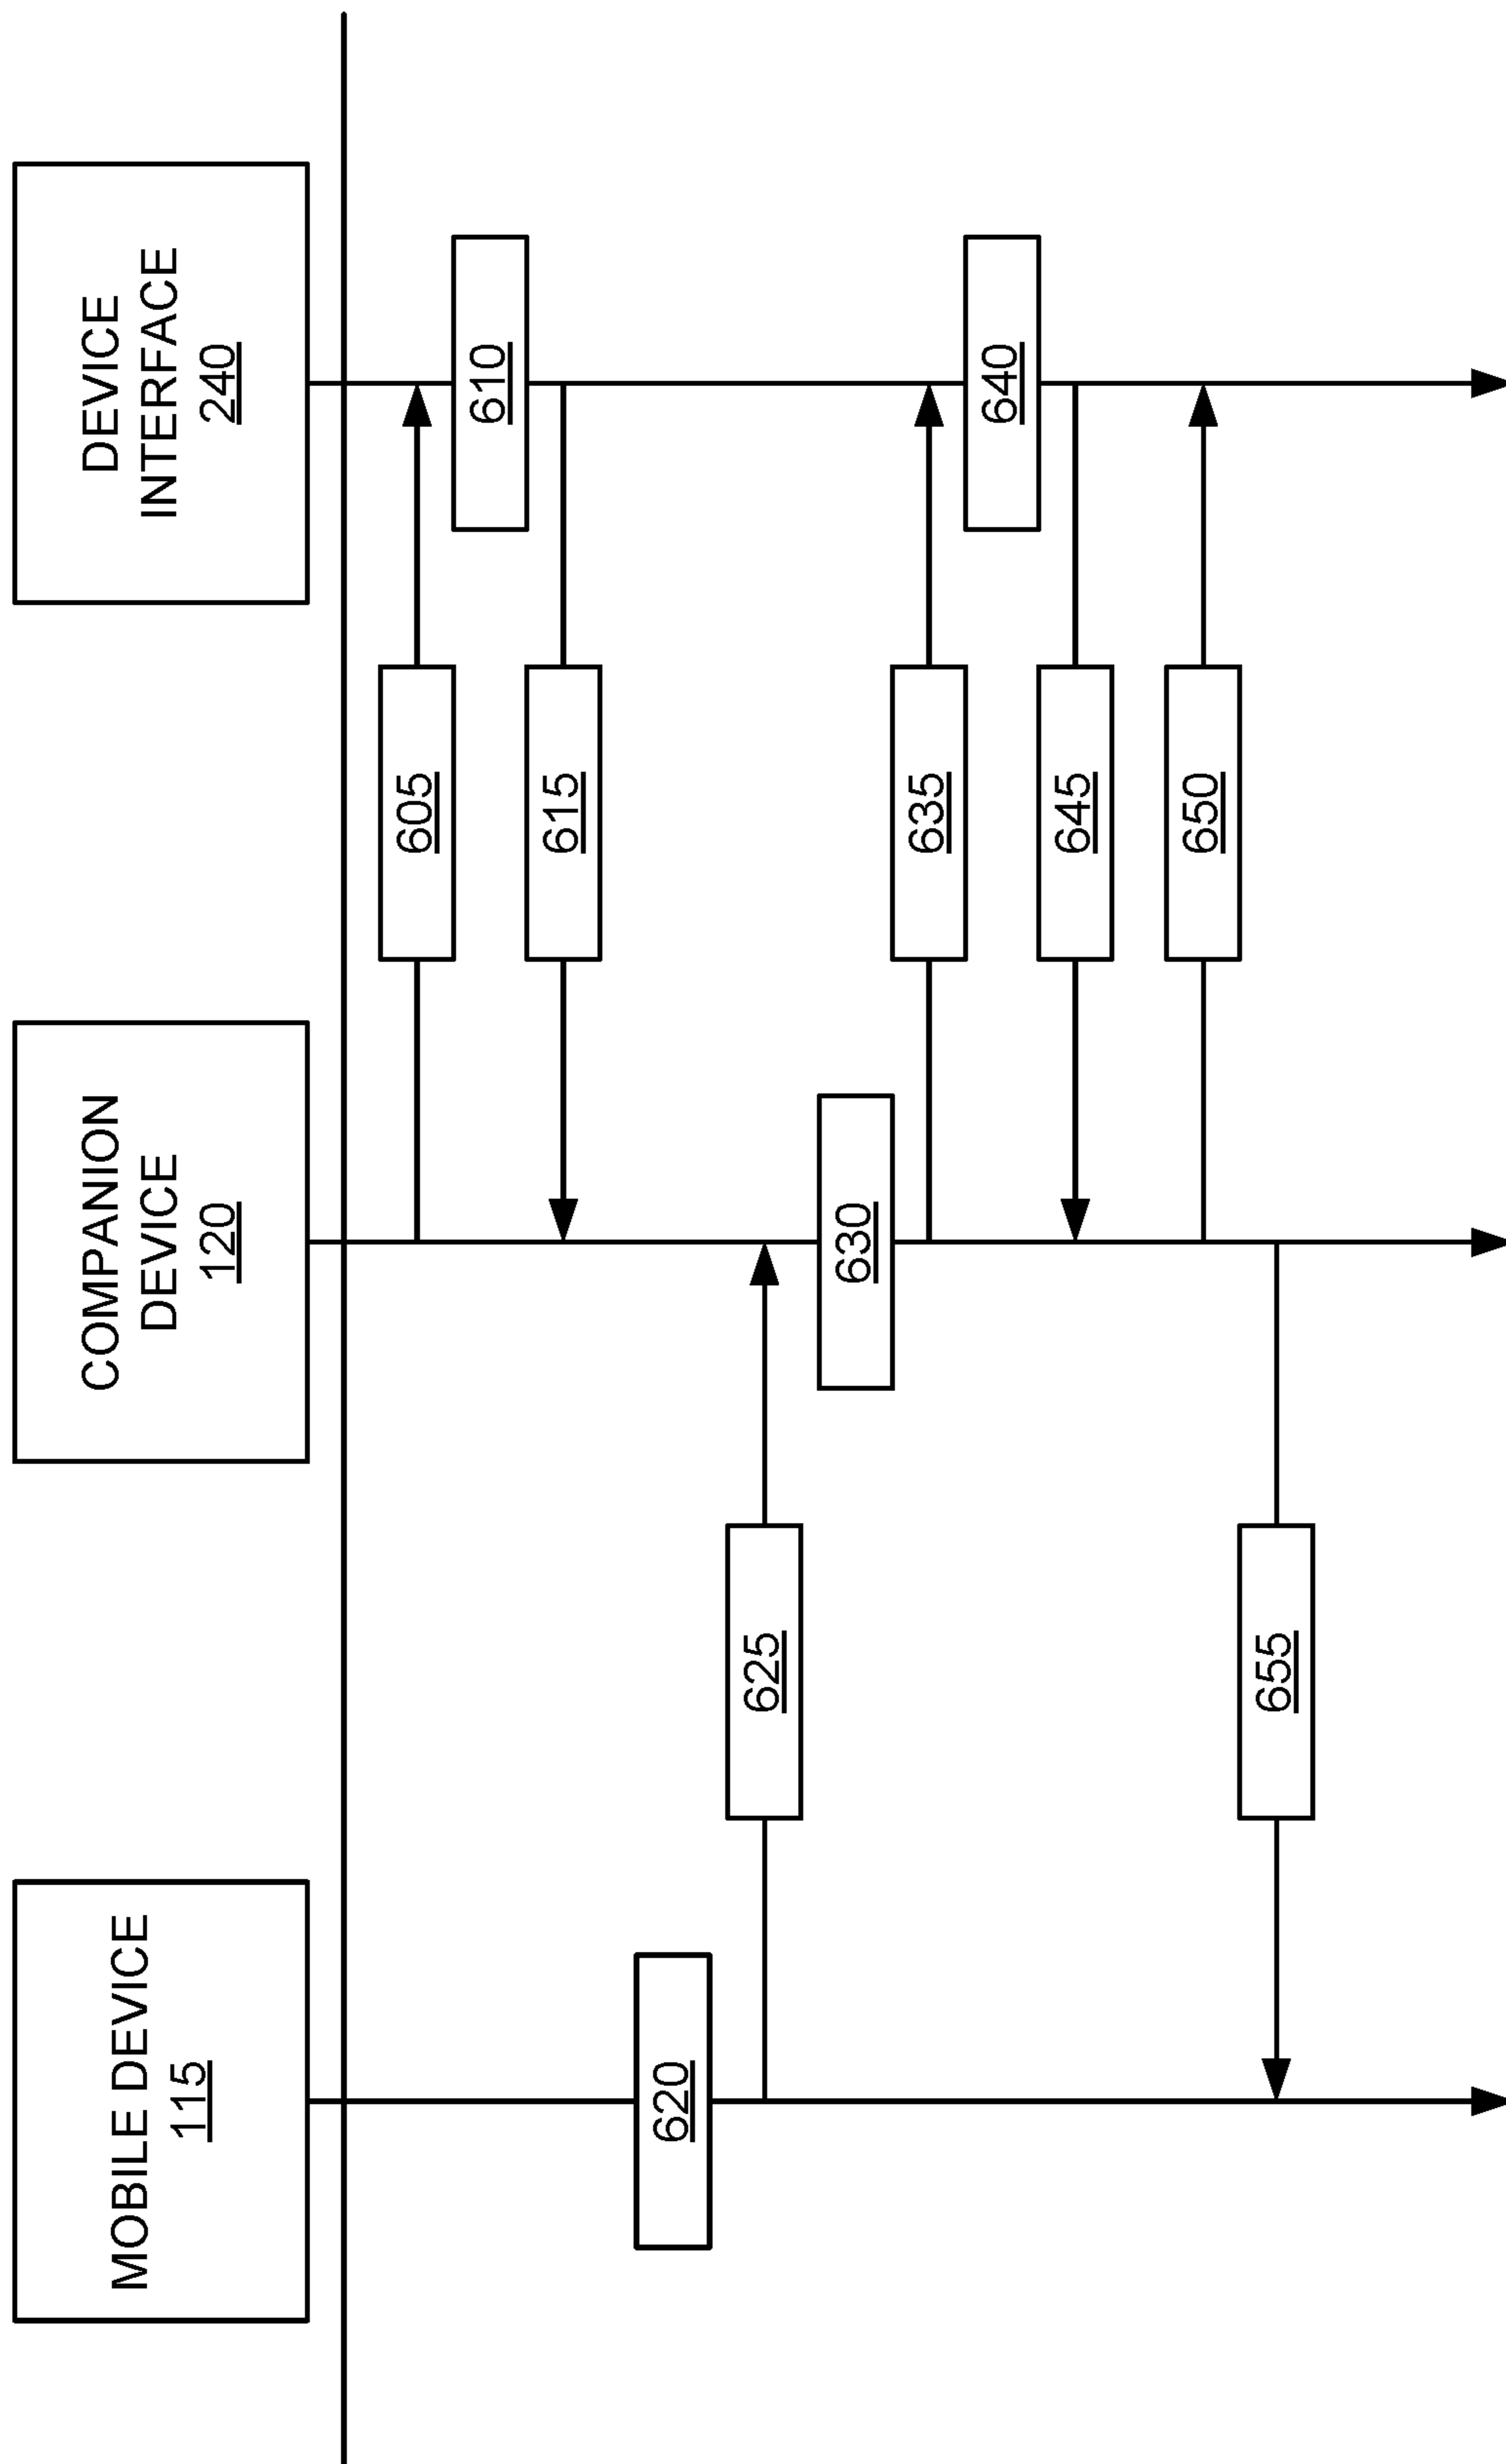 MOBILE DEVICE
115
COMPANION
DEVICE
120
DEVICE
INTERFACE
240
605
610
615
620
625
630
635
640
645
650
655